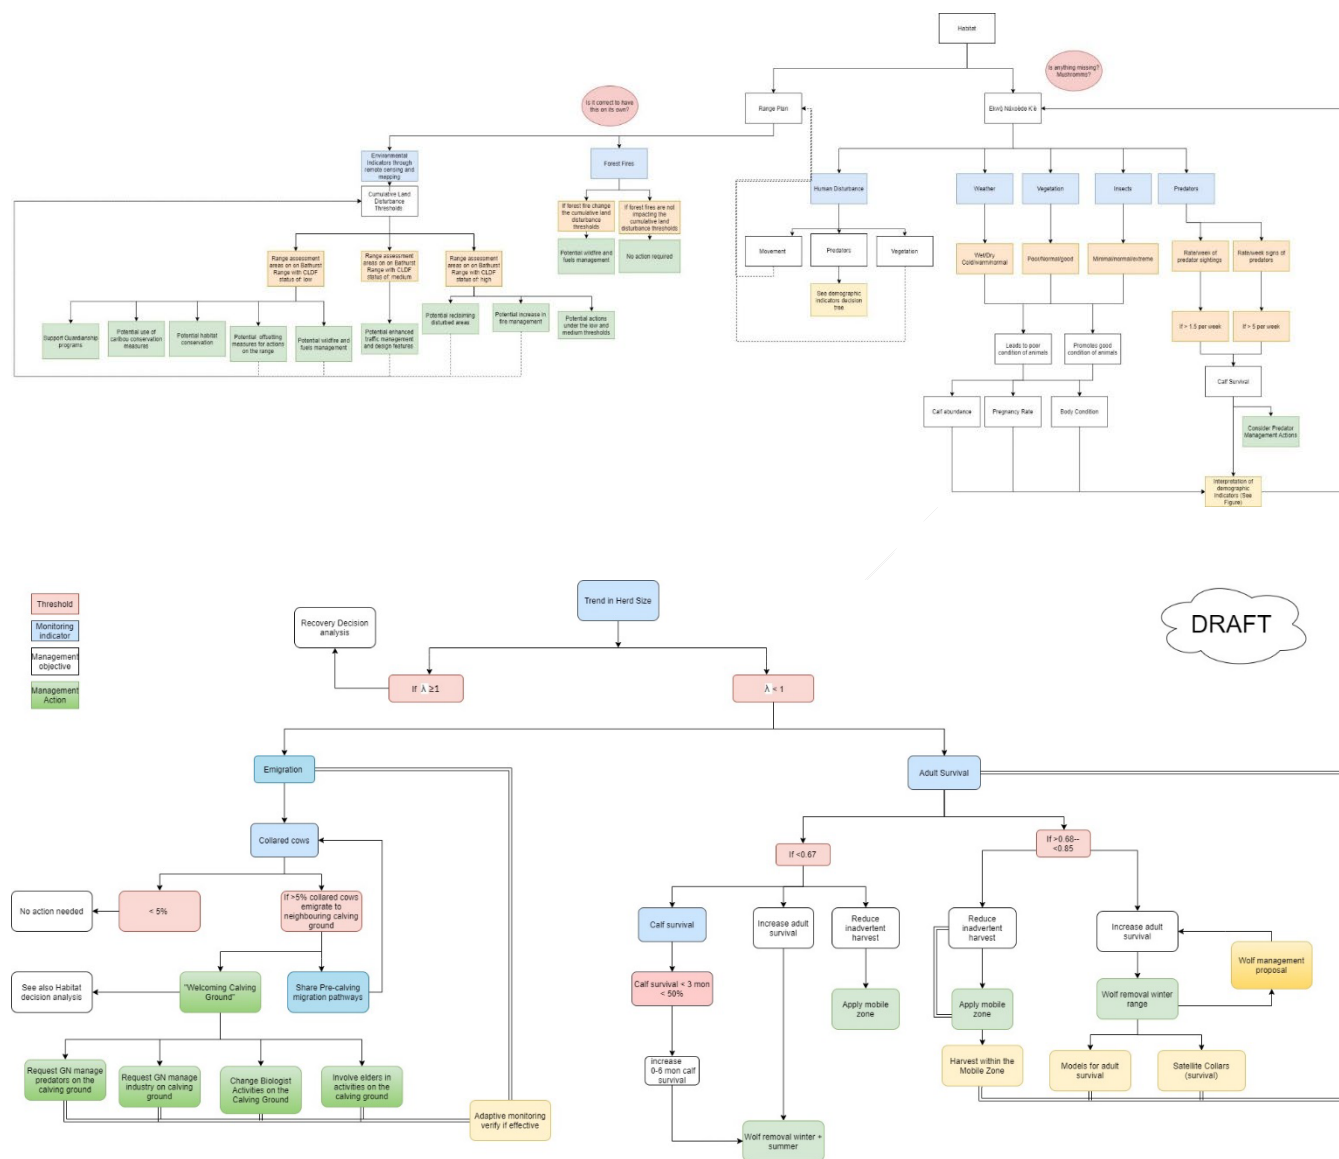 Habitat
Is anything missing?
Mushrooms?
Is it correct to have
this on its own?
Range Plan
Ekwǫ̀ Nàxoède K'è
Environmental
Indicators through
remote sensing and
mapping
Forest Fires
Cumulative Land
Disturbance
Thresholds
If forest fire change
the cumulative land
disturbance
thresholds
If forest fires are not
impacting the
cumulative land
disturbance thresholds
Potential wildfire and
fuels management
No action required
Range assessment
areas on on Bathurst
Range with CLDF
status of: low
Range assessment
areas on on Bathurst
Range with CLDF
status of: medium
Range assessment
areas on on Bathurst
Range with CLDF
status of: high
Support Guardianship
programs
Potential use of
caribou conservation
measures
Potential habitat
conservation
Potential offsetting
measures for actions
on the range
Potential wildfire and
fuels management
Potential enhanced
traffic management
and design features
Potential reclaiming
disturbed areas
Potential increase in
fire management
Potential actions
under the low and
medium thresholds
Human Disturbance
Weather
Vegetation
Insects
Predators
Movement
Predators
Vegetation
See demographic
indicators decision
tree
Wet/Dry
Cold/warm/normal
Poor/Normal/good
Minimal/normal/extreme
Rate/week of
predator sightings
Rate/week signs of
predators
If > 1.5 per week
If > 5 per week
Leads to poor
condition of animals
Promotes good
condition of animals
Calf Survival
Calf abundance
Pregnancy Rate
Body Condition
Consider Predator
Management Actions
Interpretation of
demographic
indicators (See
Figure)
Threshold
Monitoring
indicator
Management
objective
Management
Action
Trend in Herd Size
DRAFT
Recovery Decision
analysis
If λ ≥1
λ < 1
Emigration
Adult Survival
Collared cows
No action needed
< 5%
If >5% collared cows
emigrate to
neighbouring calving
ground
See also Habitat
decision analysis
"Welcoming Calving
Ground"
Share Pre-calving
migration pathways
Request GN manage
predators on the
calving ground
Request GN manage
industry on calving
ground
Change Biologist
Activities on the
Calving Ground
Involve elders in
activities on the
calving ground
Adaptive monitoring
verify if effective
If <0.67
If >0.68--
<0.85
Calf survival
Increase adult
survival
Reduce
inadvertent
harvest
Reduce
inadvertent
harvest
Increase adult
survival
Wolf management
proposal
Calf survival < 3 mon
< 50%
Apply mobile
zone
Apply mobile
zone
Wolf removal winter
range
increase
0-6 mon calf
survival
Harvest within the
Mobile Zone
Models for adult
survival
Satellite Collars
(survival)
Wolf removal winter +
summer